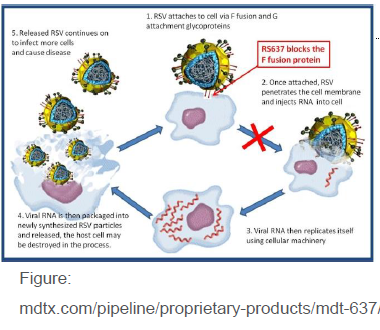 1. RSV attaches to cell via F fusion and G
attachment glycoproteins
5. Released RSV continues on
to infect more cells
and cause disease
RS637 blocks the
F fusion protein
2. Once attached, RSV
penetrates the cell membrane
and injects RNA into cell
4. Viral RNA is then packaged into
newly synthesized RSV particles
and released, the host cell may
be destroyed in the process.
3. Viral RNA then replicates itself
using cellular machinery
Figure:
mdtx.com/pipeline/proprietary-products/mdt-637/